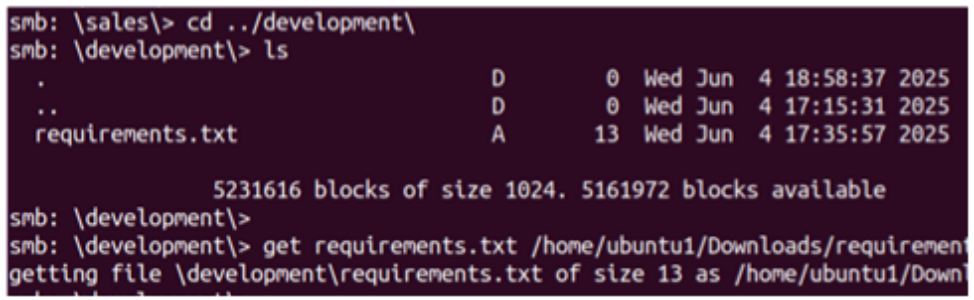 smb: \sales\> cd ../development\
smb: \development\> ls
. D 0 Wed Jun 4 18:58:37 2025
.. D 0 Wed Jun 4 17:15:31 2025
requirements.txt A 13 Wed Jun 4 17:35:57 2025
5231616 blocks of size 1024. 5161972 blocks available
smb: \development\>
smb: \development\> get requirements.txt /home/ubuntu1/Downloads/requirement
getting file \development\requirements.txt of size 13 as /home/ubuntu1/Downl